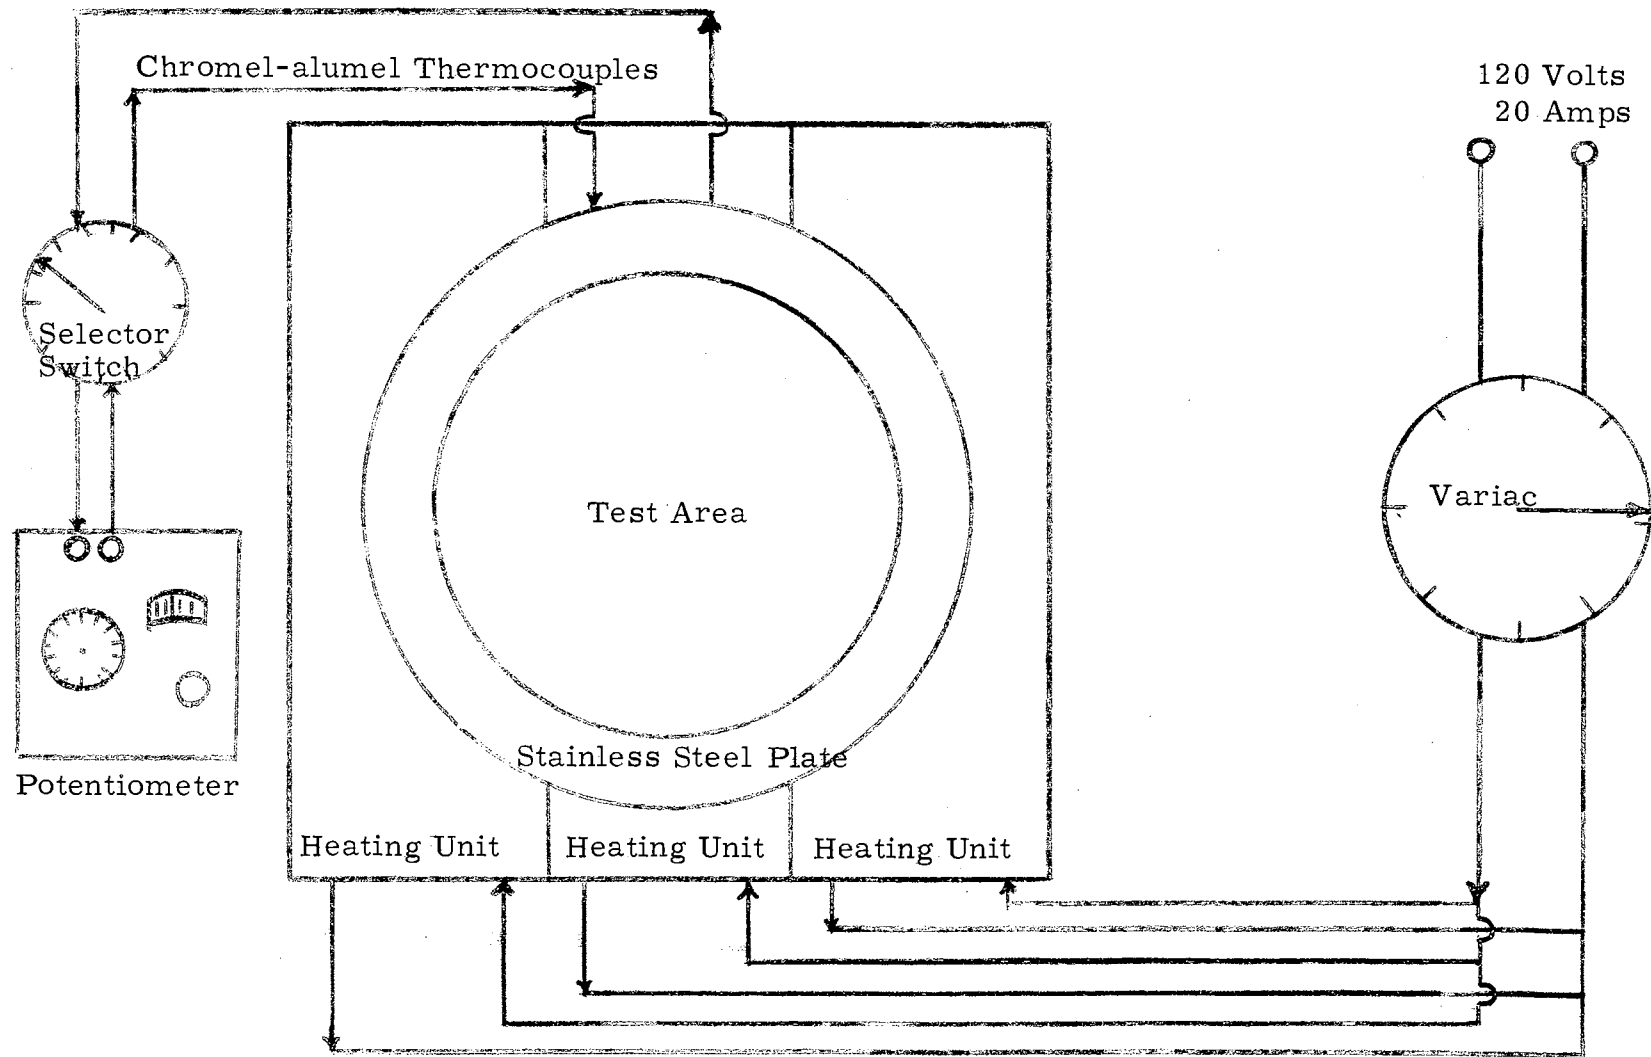 Chromel-alumel Thermocouples
120 Volts
20 Amps
Selector
Switch
Variac
Test Area
Stainless Steel Plate
Potentiometer
Heating Unit
Heating Unit
Heating Unit